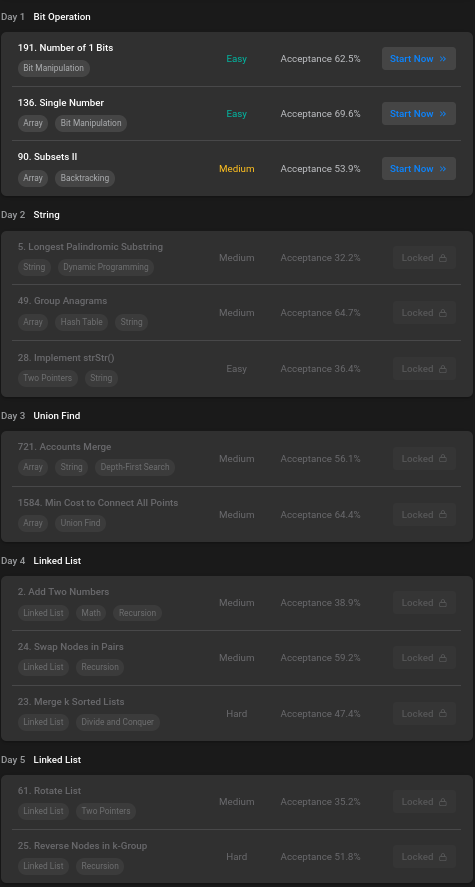 Day 1 Bit Operation
191. Number of 1 Bits
Easy Acceptance 62.5% Start Now
Bit Manipulation
136. Single Number
Easy Acceptance 69.6% Start Now
Array Bit Manipulation
90. Subsets II
Medium Acceptance 53.9% Start Now
Array Backtracking
Day 2 String
5. Longest Palindromic Substring
Medium Acceptance 32.2% Locked
String Dynamic Programming
49. Group Anagrams
Medium Acceptance 64.7% Locked
Array Hash Table String
28. Implement strStr()
Easy Acceptance 36.4% Locked
Two Pointers String
Day 3 Union Find
721. Accounts Merge
Medium Acceptance 56.1% Locked
Array String Depth-First Search
1584. Min Cost to Connect All Points
Medium Acceptance 64.4% Locked
Array Union Find
Day 4 Linked List
2. Add Two Numbers
Medium Acceptance 38.9% Locked
Linked List Math Recursion
24. Swap Nodes in Pairs
Medium Acceptance 59.2% Locked
Linked List Recursion
23. Merge k Sorted Lists
Hard Acceptance 47.4% Locked
Linked List Divide and Conquer
Day 5 Linked List
61. Rotate List
Medium Acceptance 35.2% Locked
Linked List Two Pointers
25. Reverse Nodes in k-Group
Hard Acceptance 51.8% Locked
Linked List Recursion